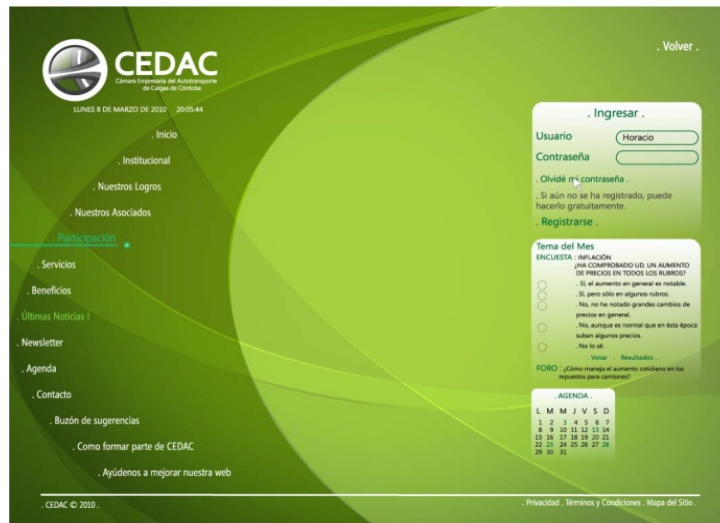 CEDAC
Cámara Empresaria del Autotransporte
de Cargas de Córdoba
LUNES 8 DE MARZO DE 2010 20:05:44
. Volver .
. Inicio
. Institucional
. Nuestros Logros
. Nuestros Asociados
. Participación
. Servicios
. Beneficios
. Últimas Noticias !
. Newsletter
. Agenda
. Contacto
. Buzón de sugerencias
. Como formar parte de CEDAC
. Ayúdenos a mejorar nuestra web
. Ingresar .
Usuario Horacio
Contraseña
. Olvidé mi contraseña .
. Si aún no se ha registrado, puede
hacerlo gratuitamente.
. Registrarse .
Tema del Mes
ENCUESTA : INFLACIÓN
¿HA COMPROBADO UD. UN AUMENTO
DE PRECIOS EN TODOS LOS RUBROS?
. Sí, el aumento en general es notable.
. Sí, pero sólo en algunos rubros.
. No, no he notado grandes cambios de
precios en general.
. No, aunque es normal que en ésta época
suban algunos precios.
. No lo sé.
. Votar . Resultados .
FORO : ¿Cómo maneja el aumento cotidiano en los
repuestos para camiones?
. AGENDA .
L M M J V S D
1 2 3 4 5 6 7
8 9 10 11 12 13 14
15 16 17 18 19 20 21
22 23 24 25 26 27 28
29 30 31
. CEDAC © 2010 .
. Privacidad . Términos y Condiciones . Mapa del Sitio .